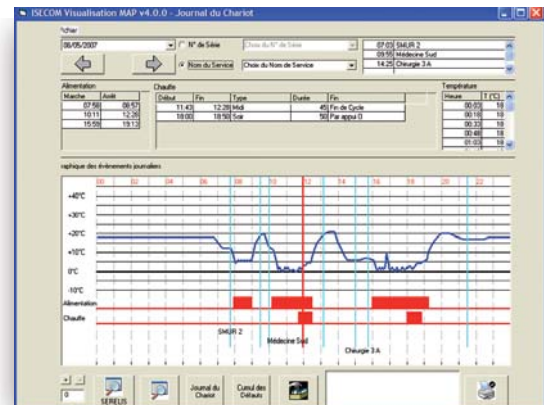 ISECOM Visualisation MAP v4.0.0 - Journal du Chariot
Fichier
08/05/2007
N° de Série
Choix du N° de Série
07:03 SMUR 2
09:55 Médecine Sud
14:25 Chirurgie 3 A
Nom du Service
Choix du Nom de Service
Alimentation
Marche Arrêt
07:58 08:57
10:11 12:26
15:59 19:13
Chauffe
Début Fin Type Durée Fin
11:43 12:28 Midi 45 Fin de Cycle
18:00 18:50 Soir 50 Par appui 0
Température
Heure T (°C)
00:03 18
00:18 18
00:33 18
00:48 18
01:03 18
raphique des évènements journaliers
00 02 04 06 08 10 12 14 16 18 20 22
+40°C
+30°C
+20°C
0°C
-10°C
Alimentation
Chauffe
SMUR 2
Médecine Sud
Chirurgie 3 A
0
SERELIS
Journal du
Chariot
Cumul des
Défauts